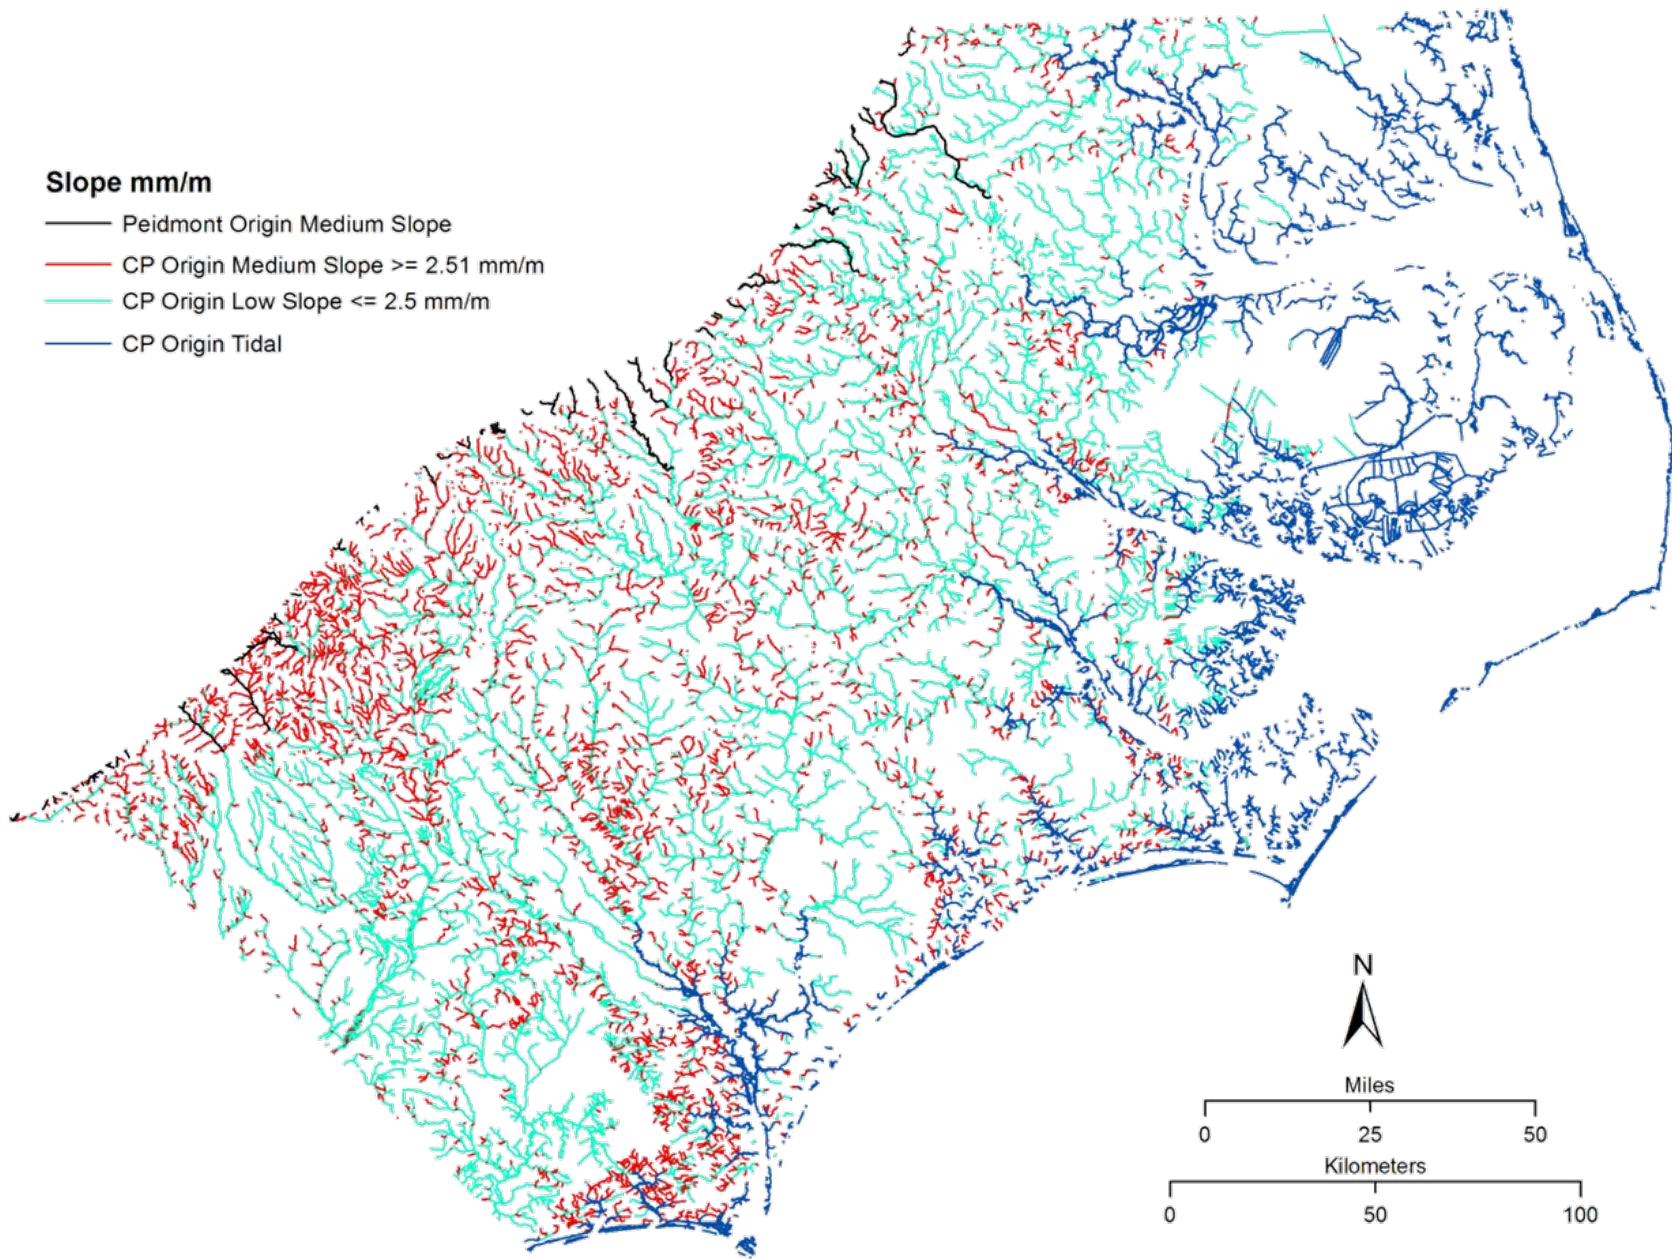 Slope mm/m
Peidmont Origin Medium Slope
CP Origin Medium Slope >= 2.51 mm/m
CP Origin Low Slope <= 2.5 mm/m
CP Origin Tidal
N
Miles
0 25 50
Kilometers
0 50 100